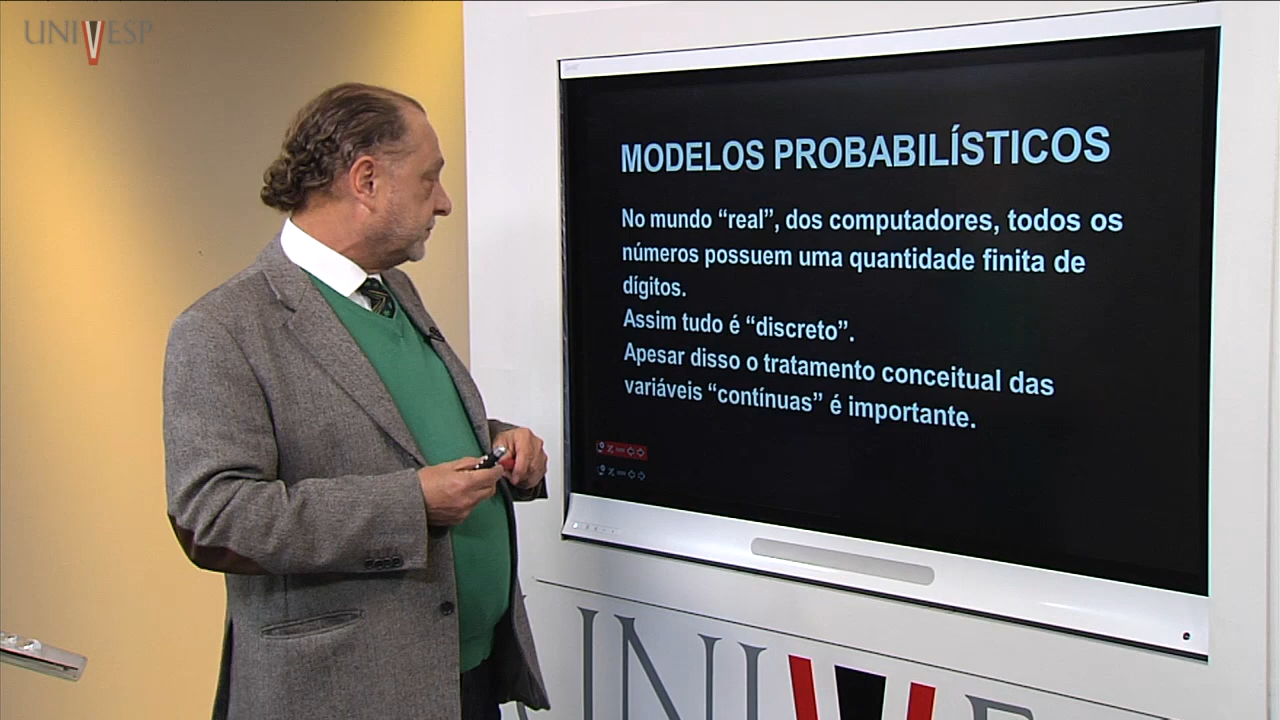 UNIVESP
MODELOS PROBABILÍSTICOS
No mundo “real”, dos computadores, todos os
números possuem uma quantidade finita de
dígitos.
Assim tudo é “discreto”.
Apesar disso o tratamento conceitual das
variáveis “contínuas” é importante.
UNIVE